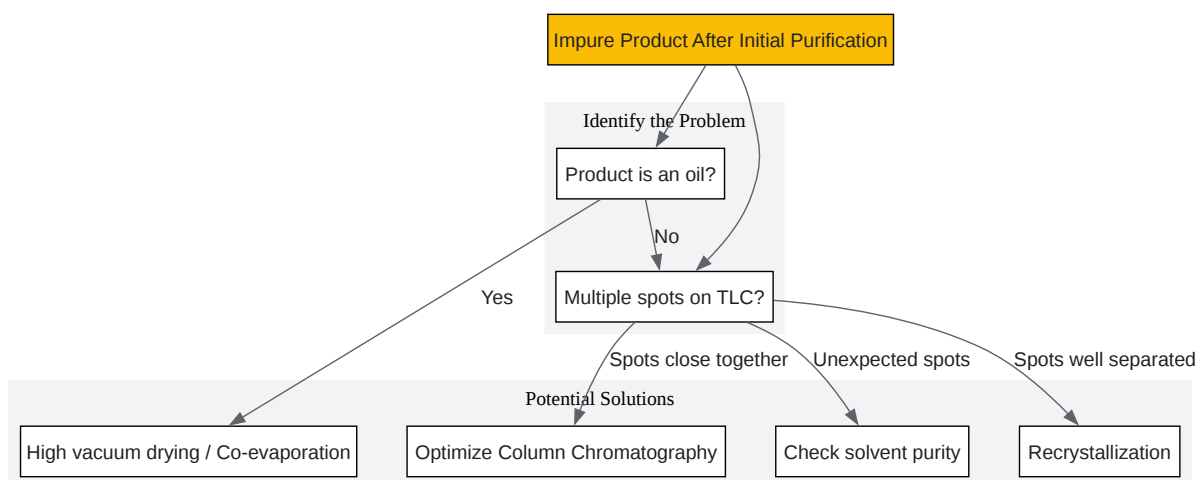 Impure Product After Initial Purification
Identify the Problem
Product is an oil?
No
Yes
Multiple spots on TLC?
Spots close together
Unexpected spots
Spots well separated
Potential Solutions
High vacuum drying / Co-evaporation
Optimize Column Chromatography
Check solvent purity
Recrystallization